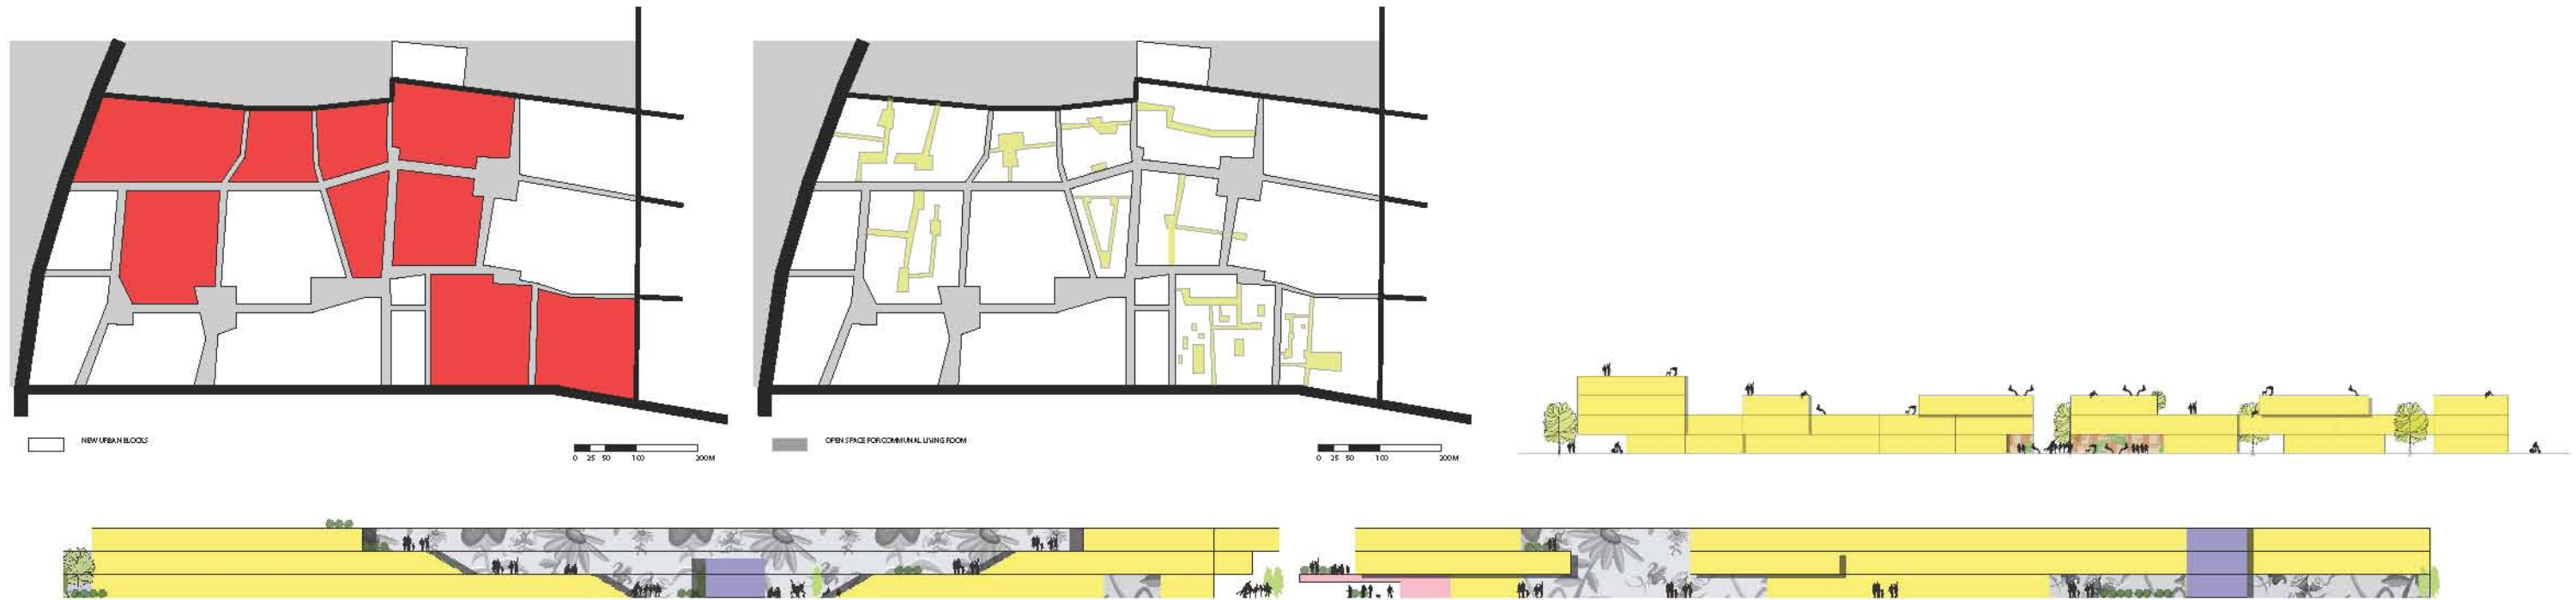 NEW URBAN BLOCKS
0 25 50 100 200M
OPEN SPACE FOR COMMUNAL LIVING ROOM
0 25 50 100 200M